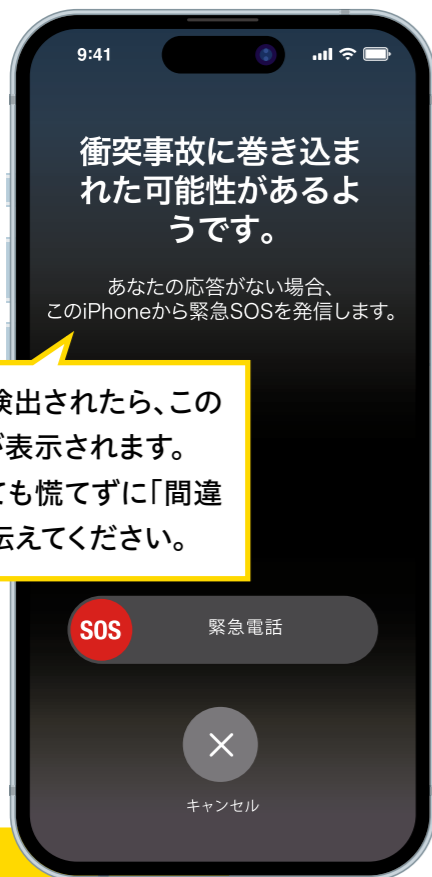 9:41
衝突事故に巻き込ま
れた可能性があるよ
うです。
あなたの応答がない場合、
このiPhoneから緊急SOSを発信します。
検出されたら、この
が表示されます。
ても慌てずに「間違
伝えてください。
SOS
緊急電話
キャンセル